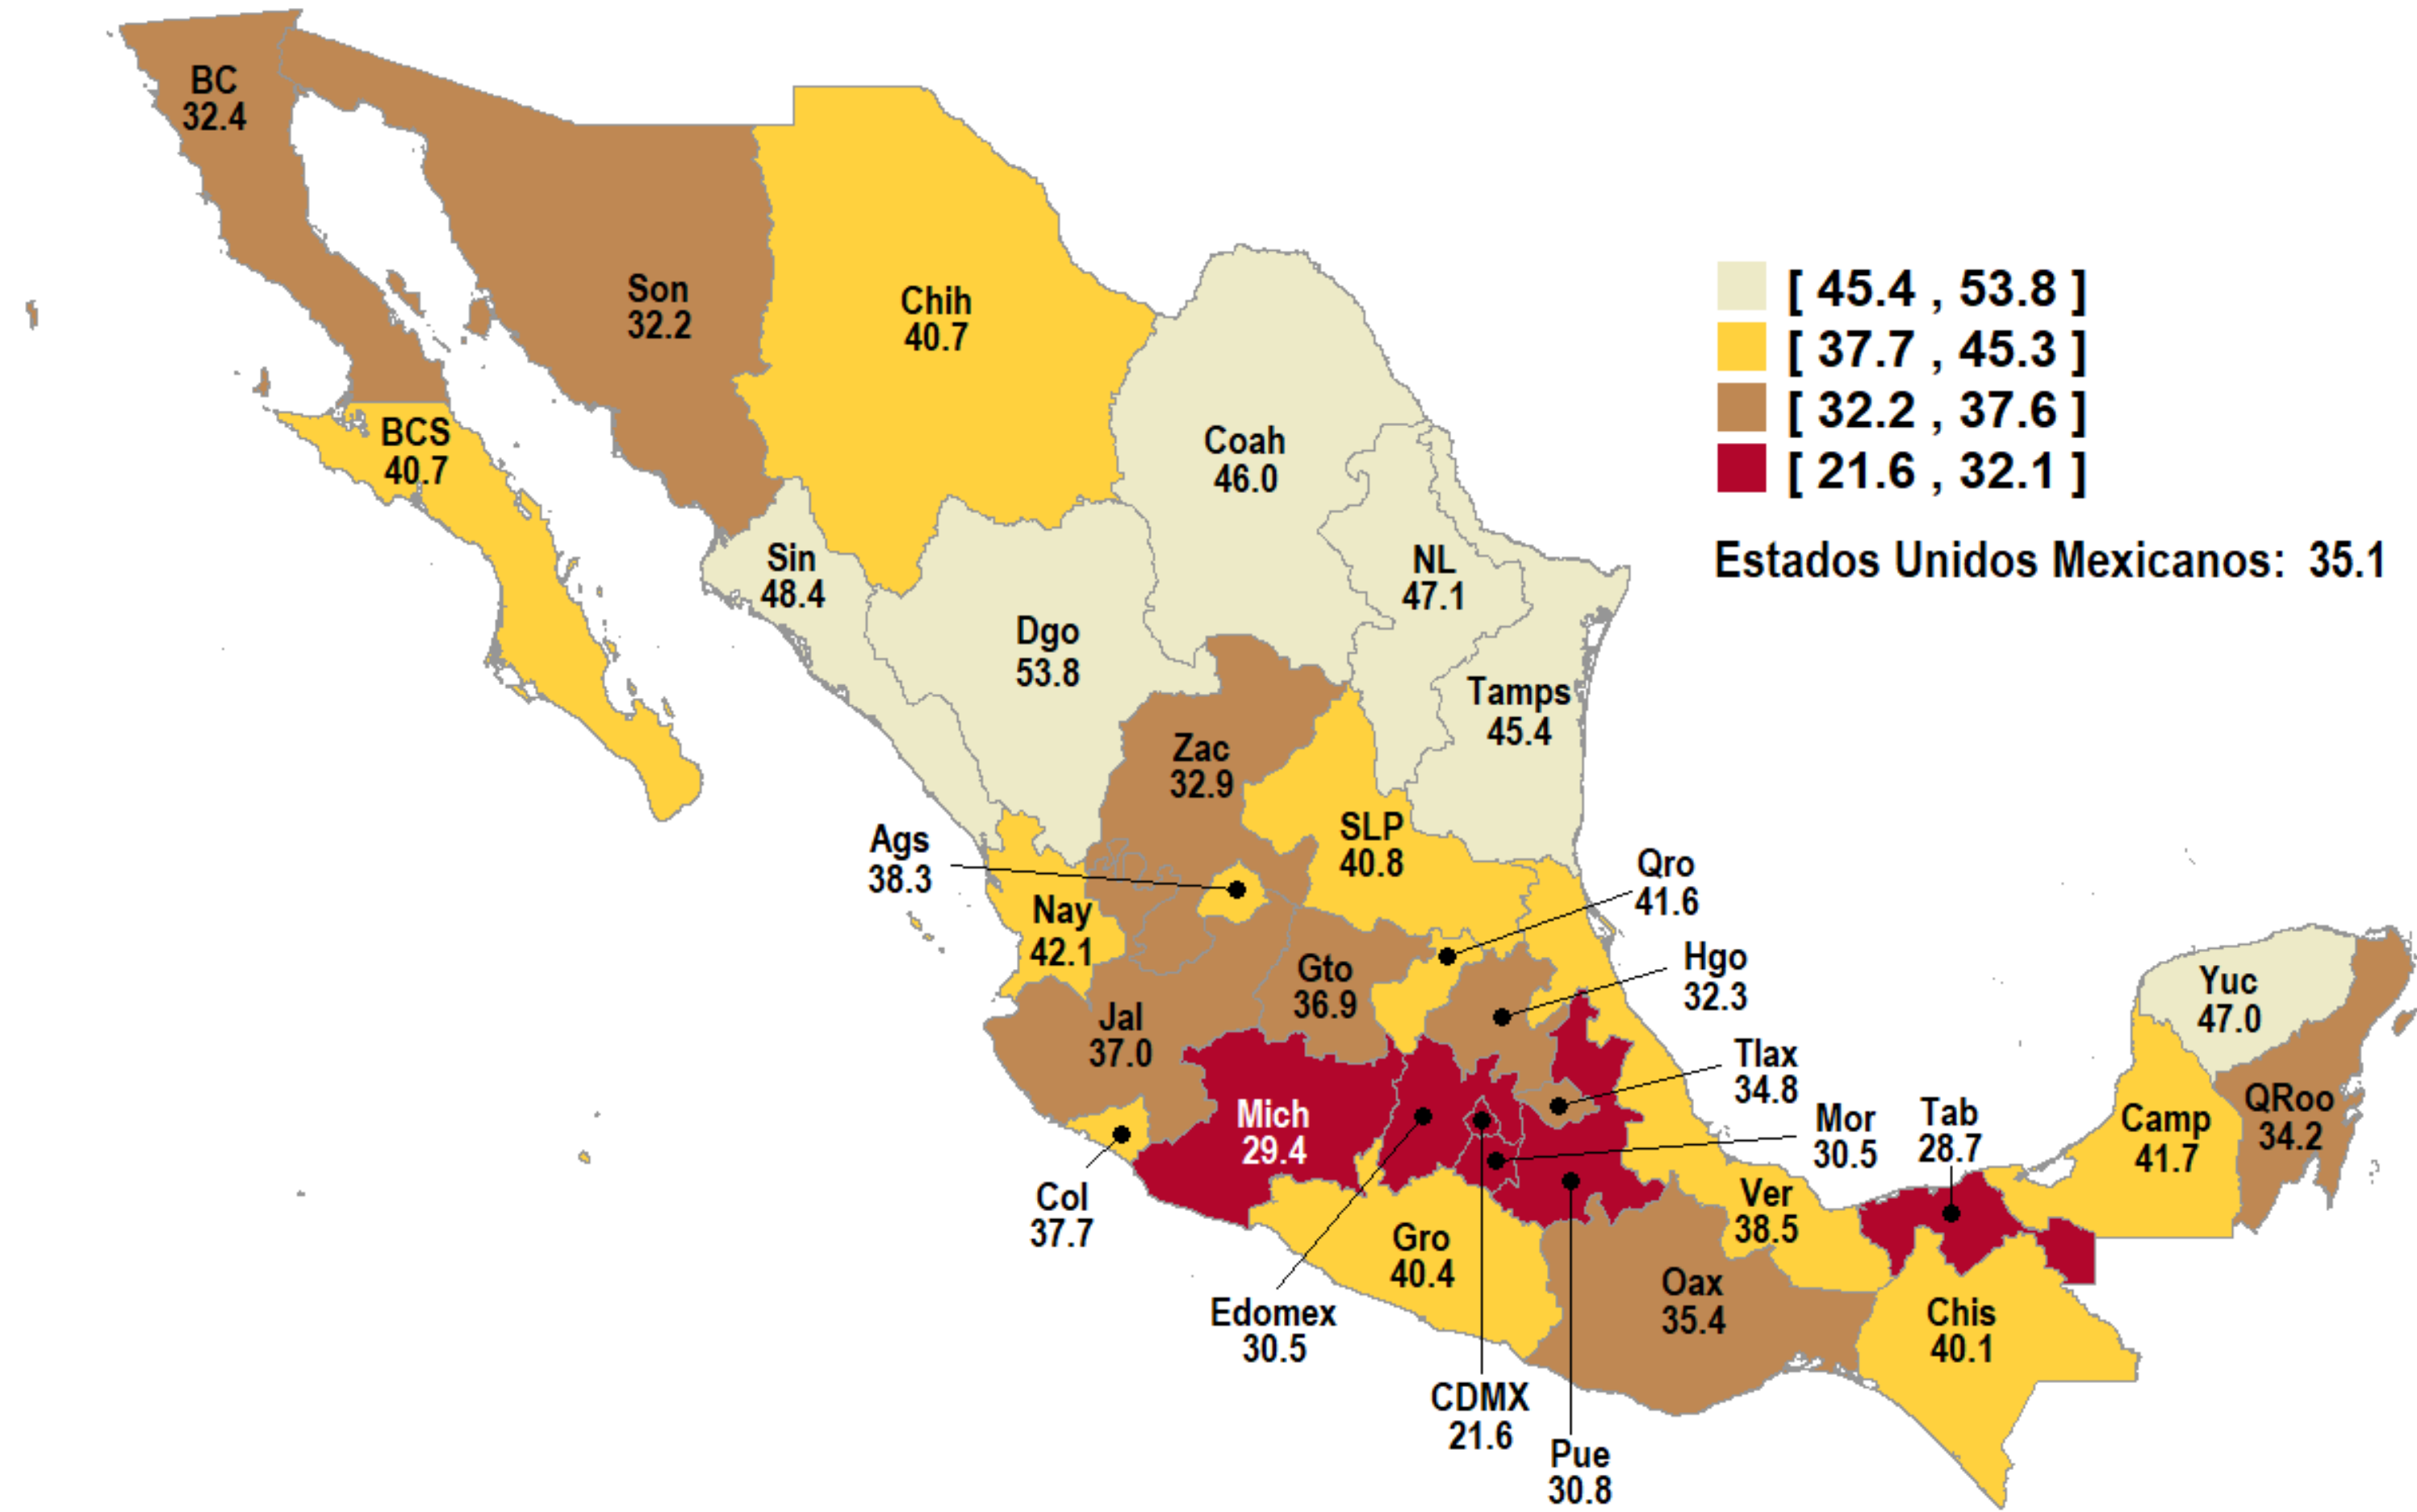 BC
32.4
Son
32.2
Chih
40.7
BCS
40.7
Coah
46.0
[ 45.4 , 53.8 ]
[ 37.7 , 45.3 ]
[ 32.2 , 37.6 ]
[ 21.6 , 32.1 ]
Estados Unidos Mexicanos: 35.1
Sin
48.4
NL
47.1
Dgo
53.8
Tamps
45.4
Zac
32.9
SLP
40.8
Ags
38.3
Qro
41.6
Nay
42.1
Gto
36.9
Hgo
32.3
Yuc
47.0
Jal
37.0
Tlax
34.8
QRoo
34.2
Mich
29.4
Mor
30.5
Tab
28.7
Camp
41.7
Col
37.7
Ver
38.5
Gro
40.4
Oax
35.4
Edomex
30.5
Chis
40.1
CDMX
21.6
Pue
30.8